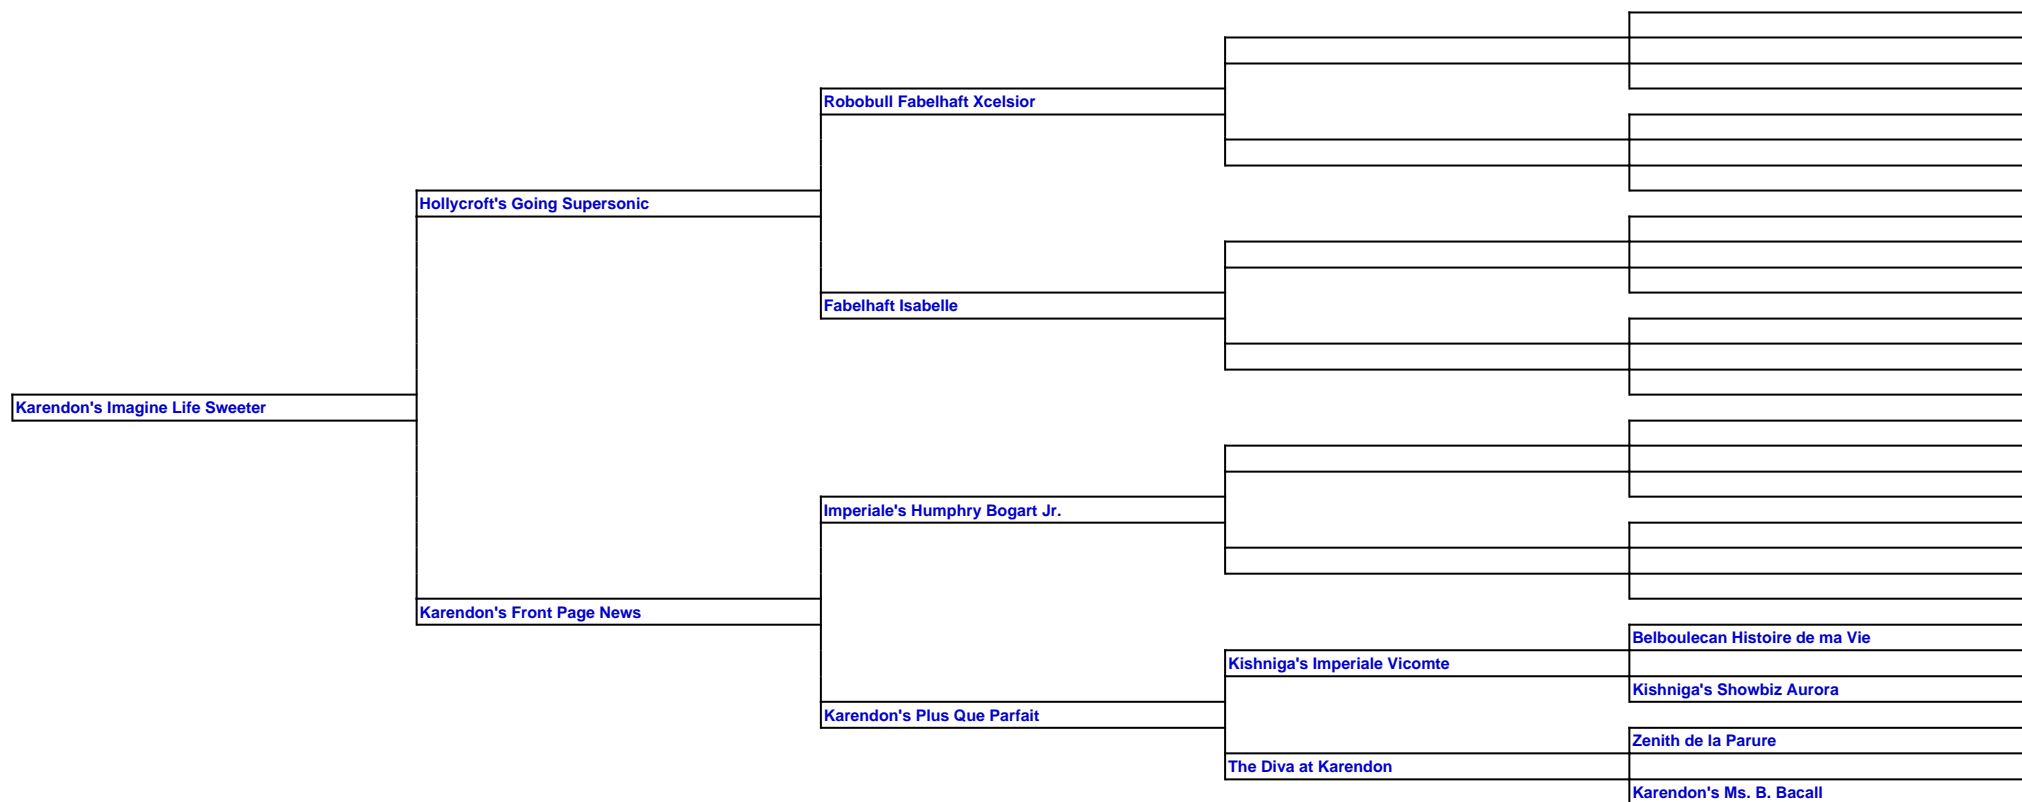 Robobull Fabelhaft Xcelsior
Hollycroft's Going Supersonic
Fabelhaft Isabelle
Karendon's Imagine Life Sweeter
Imperiale's Humphry Bogart Jr.
Karendon's Front Page News
Belboulecan Histoire de ma Vie
Kishniga's Imperiale Vicomte
Kishniga's Showbiz Aurora
Karendon's Plus Que Parfait
Zenith de la Parure
The Diva at Karendon
Karendon's Ms. B. Bacall